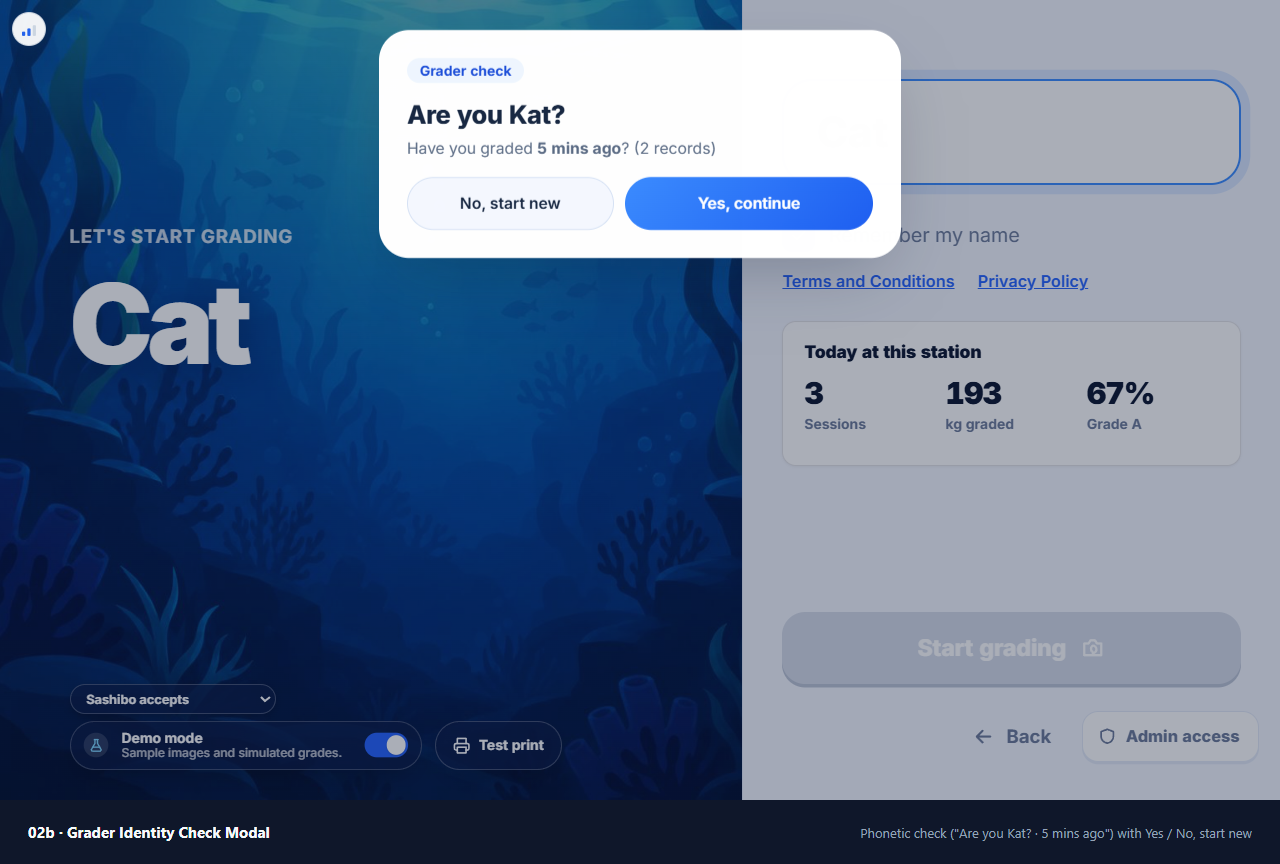 Grader check
Are you Kat?
Have you graded 5 mins ago? (2 records)
No, start new
Yes, continue
LET'S START GRADING
Cat
ber my name
Terms and Conditions
Privacy Policy
Today at this station
3
193
67%
Sessions
kg graded
Grade A
Start grading
Sashibo accepts
Demo mode
Sample images and simulated grades.
Test print
Back
Admin access
02b · Grader Identity Check Modal
Phonetic check ("Are you Kat? · 5 mins ago") with Yes / No, start new